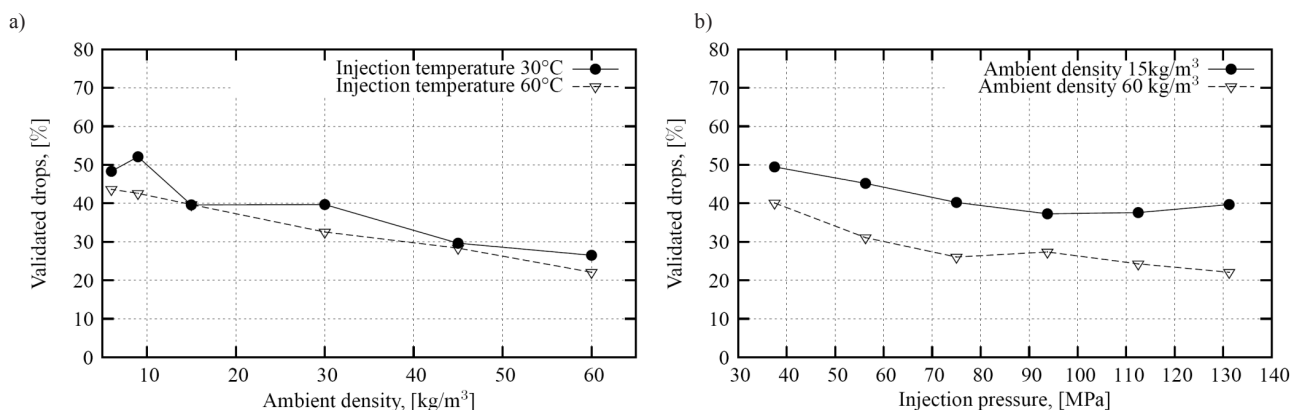 a)
80
70
60
50
40
30
20
10
0
Validated drops, [%]
Injection temperature 30°C
Injection temperature 60°C
10 20 30 40 50 60
Ambient density, [kg/m³]
b)
80
70
60
50
40
30
20
10
0
Validated drops, [%]
Ambient density 15kg/m³
Ambient density 60 kg/m³
30 40 50 60 70 80 90 100 110 120 130 140
Injection pressure, [MPa]